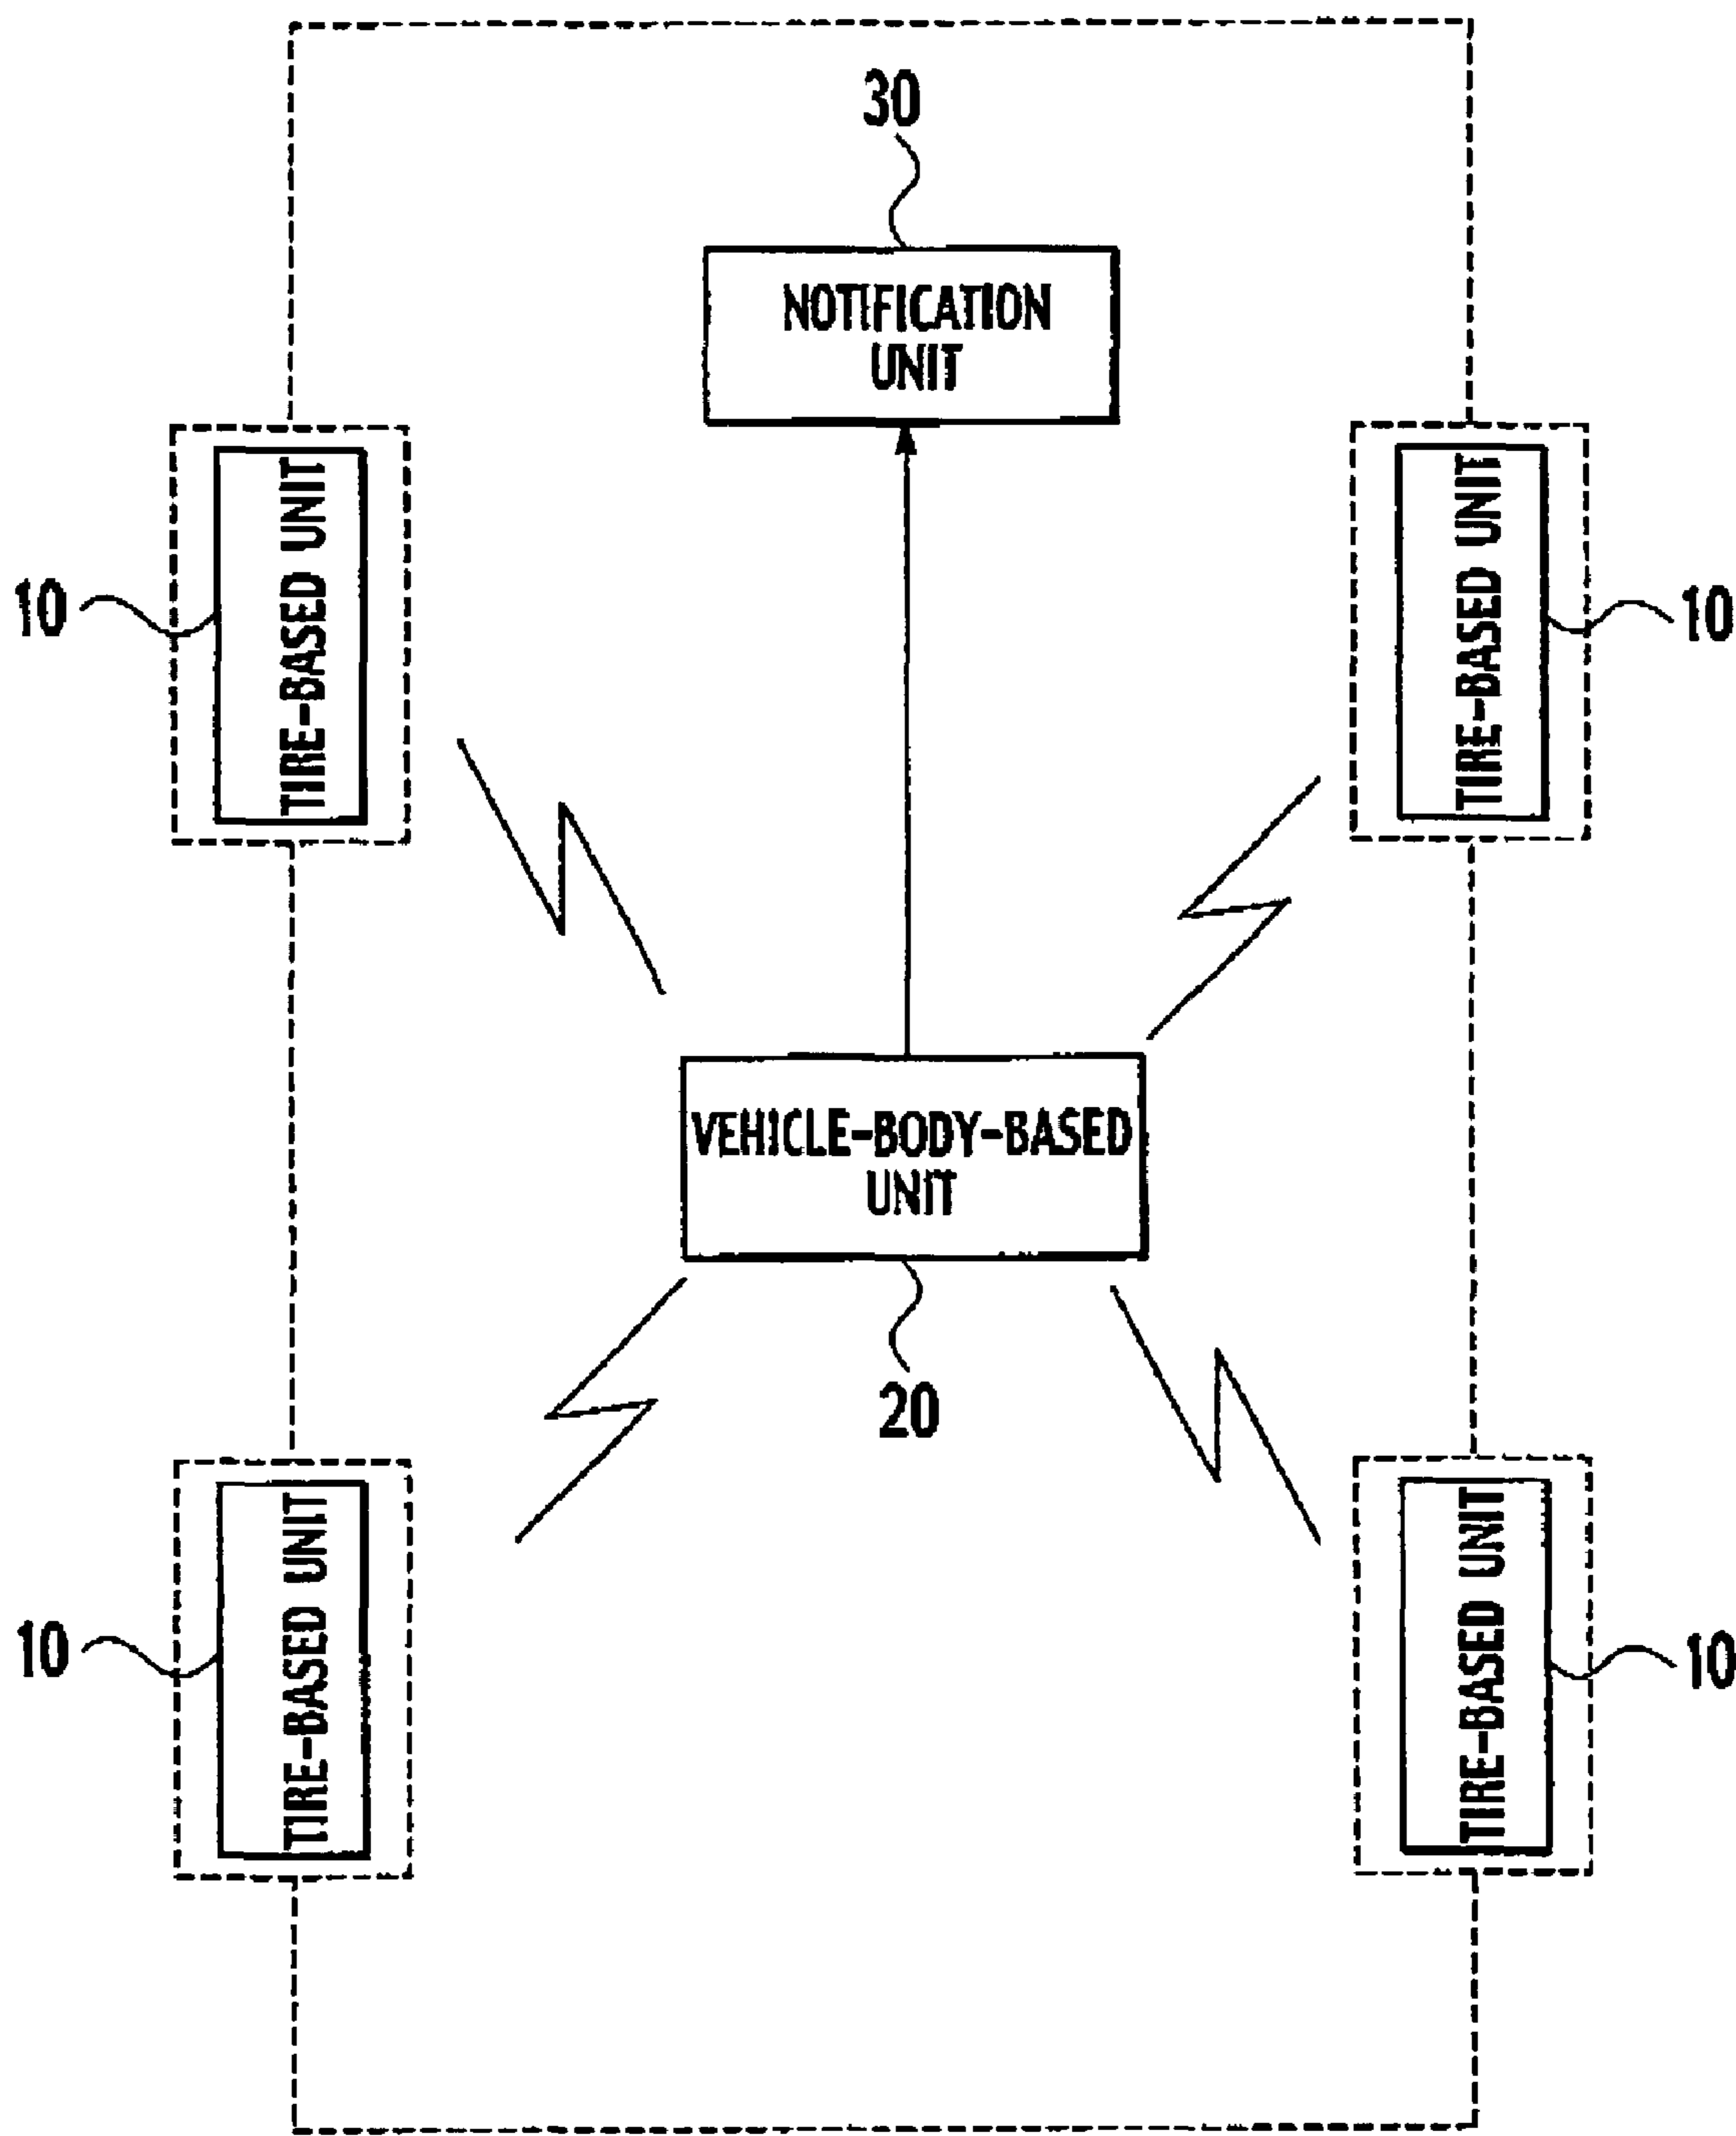 30
NOTIFICATION
UNIT
TIRE-BASED UNIT
TIRE-BASED UNIT
10
10
VEHICLE-BODY-BASED
UNIT
20
TIRE-BASED UNIT
TIRE-BASED UNIT
10
10